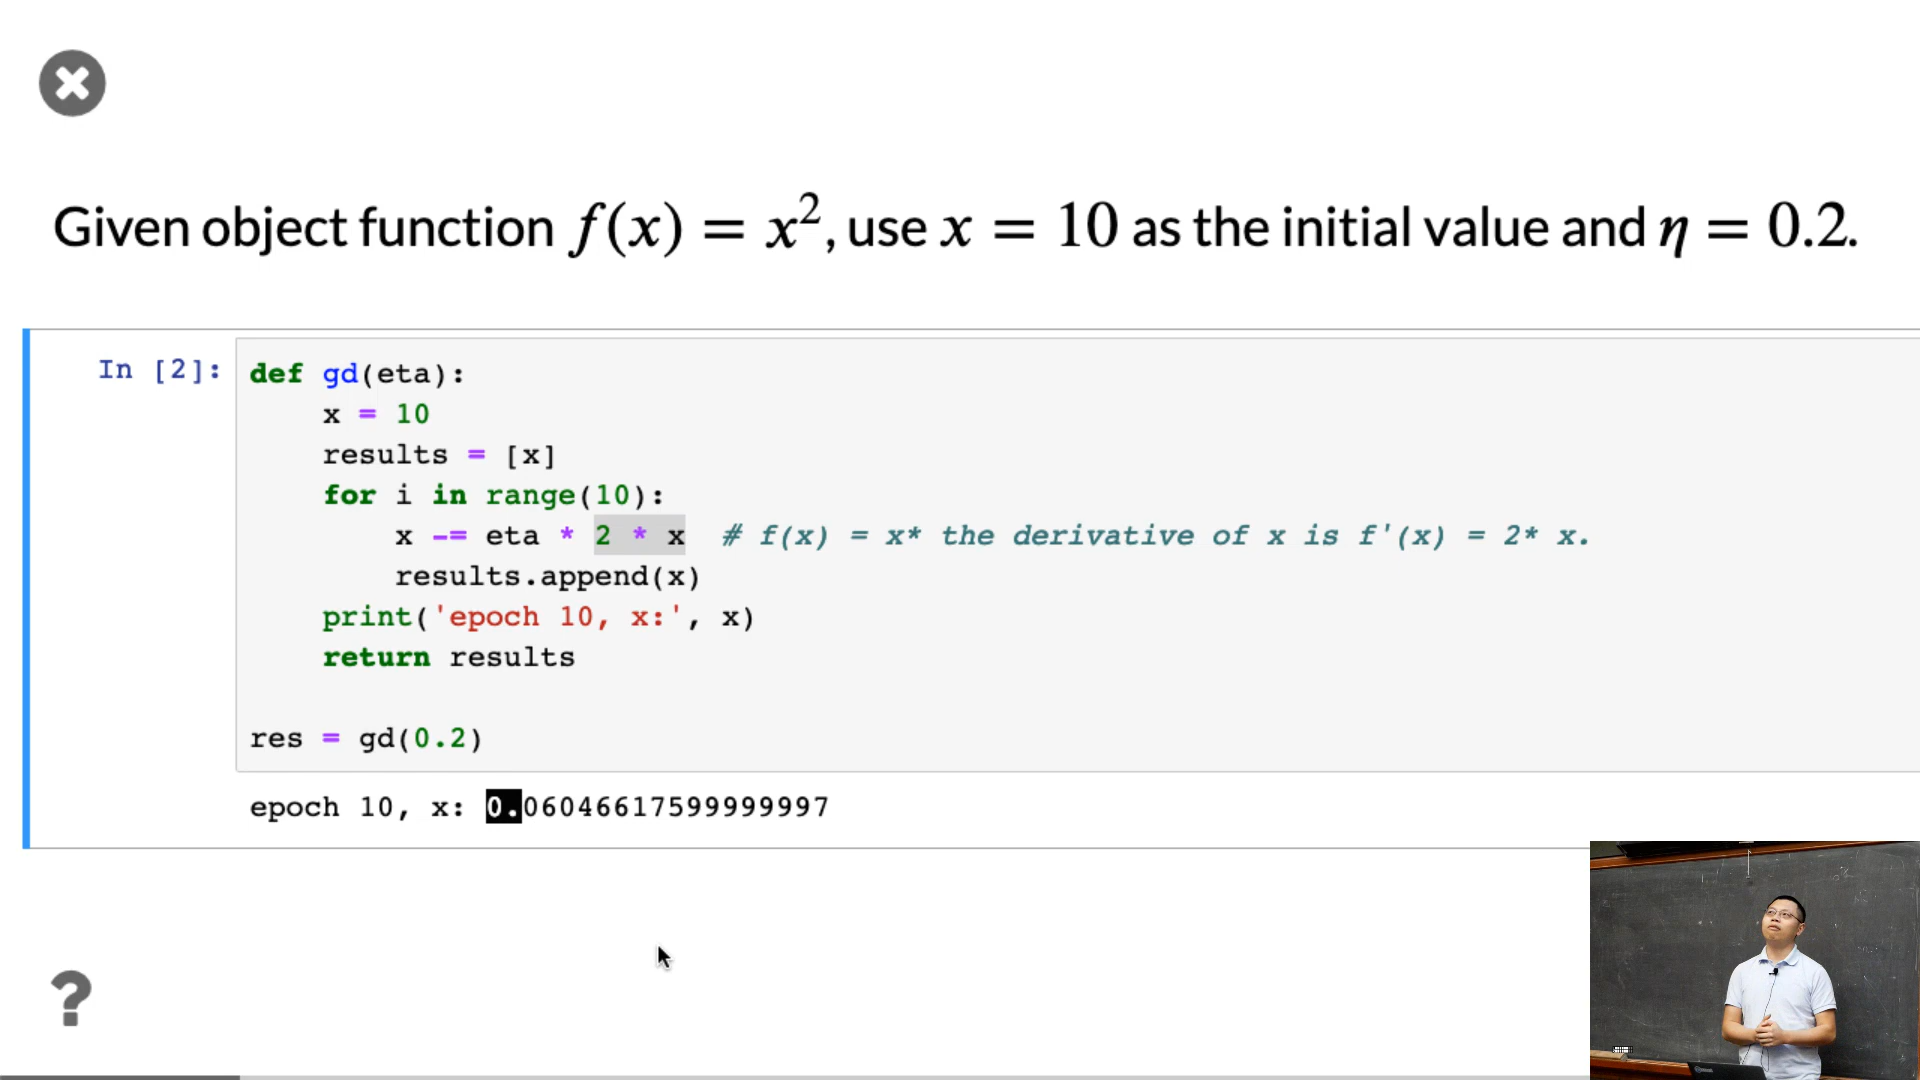 Given object function f(x) = x², use x = 10 as the initial value and η = 0.2.
In [2]:
def gd(eta):
    x = 10
    results = [x]
    for i in range(10):
        x -= eta * 2 * x  # f(x) = x* the derivative of x is f'(x) = 2* x.
        results.append(x)
    print('epoch 10, x:', x)
    return results

res = gd(0.2)
epoch 10, x: 0.06046617599999997
?